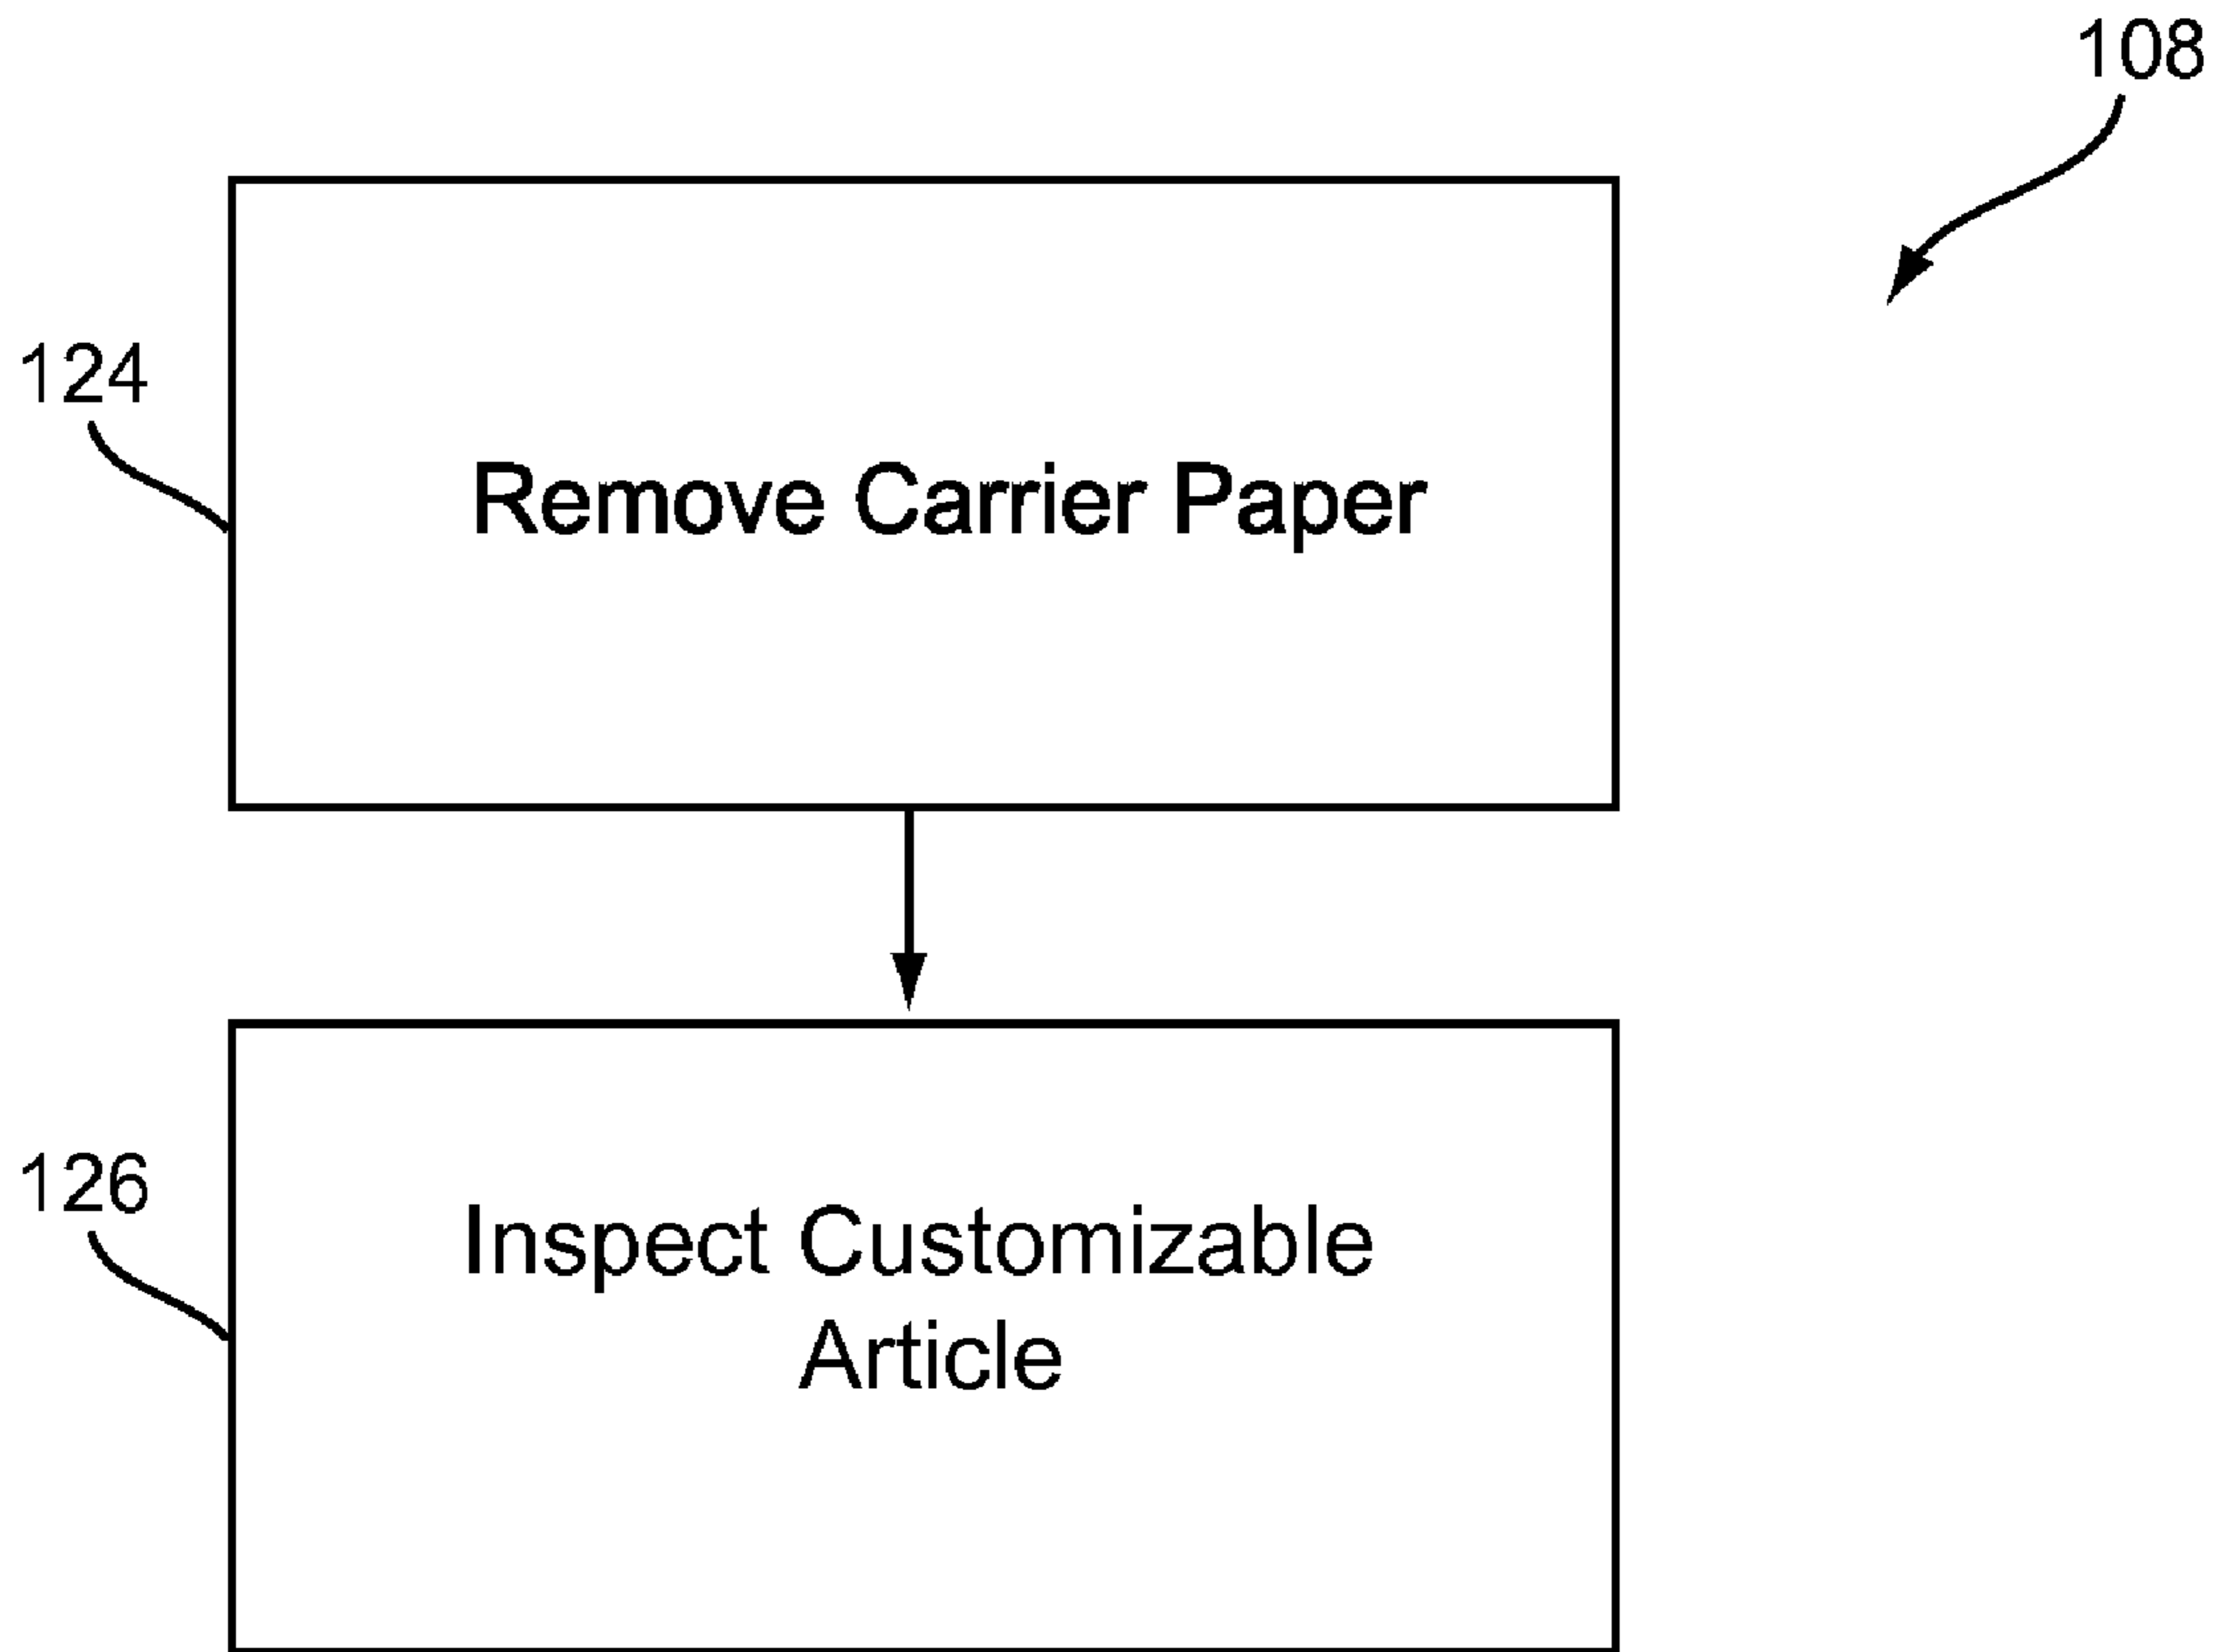 108
124
Remove Carrier Paper
126
Inspect Customizable
Article